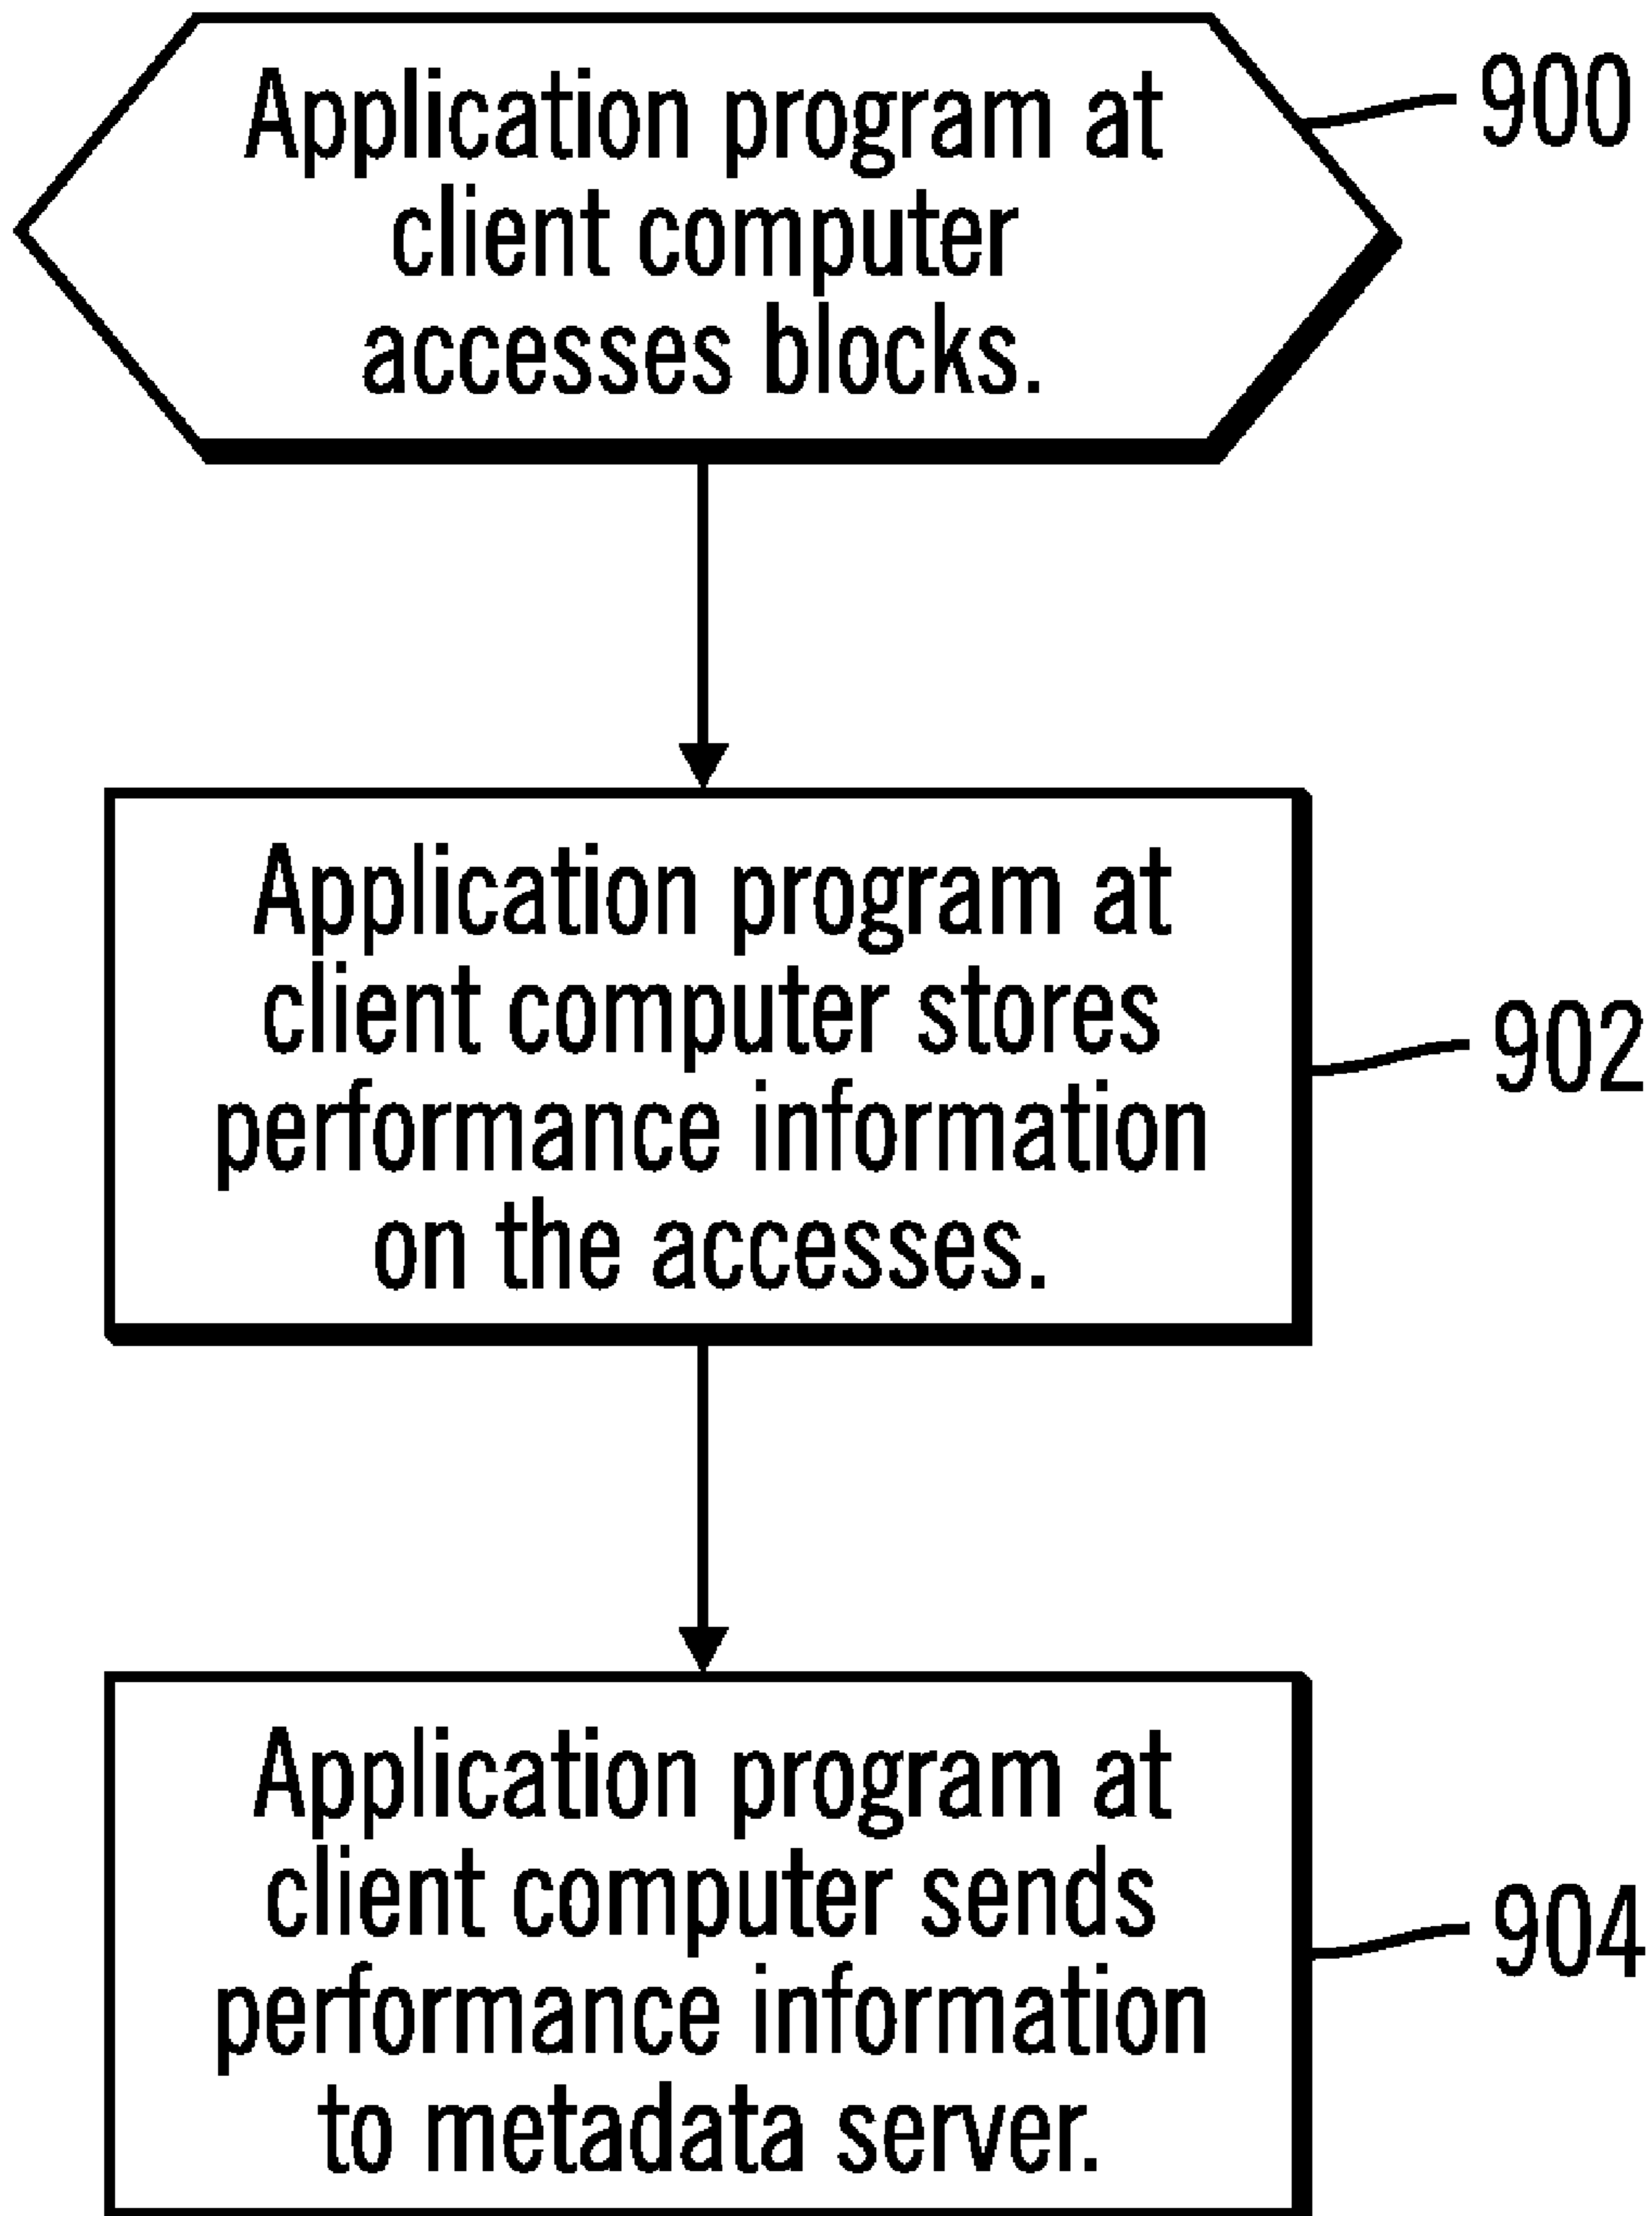 Application program at
client computer
accesses blocks.
900
Application program at
client computer stores
performance information
on the accesses.
902
Application program at
client computer sends
performance information
to metadata server.
904